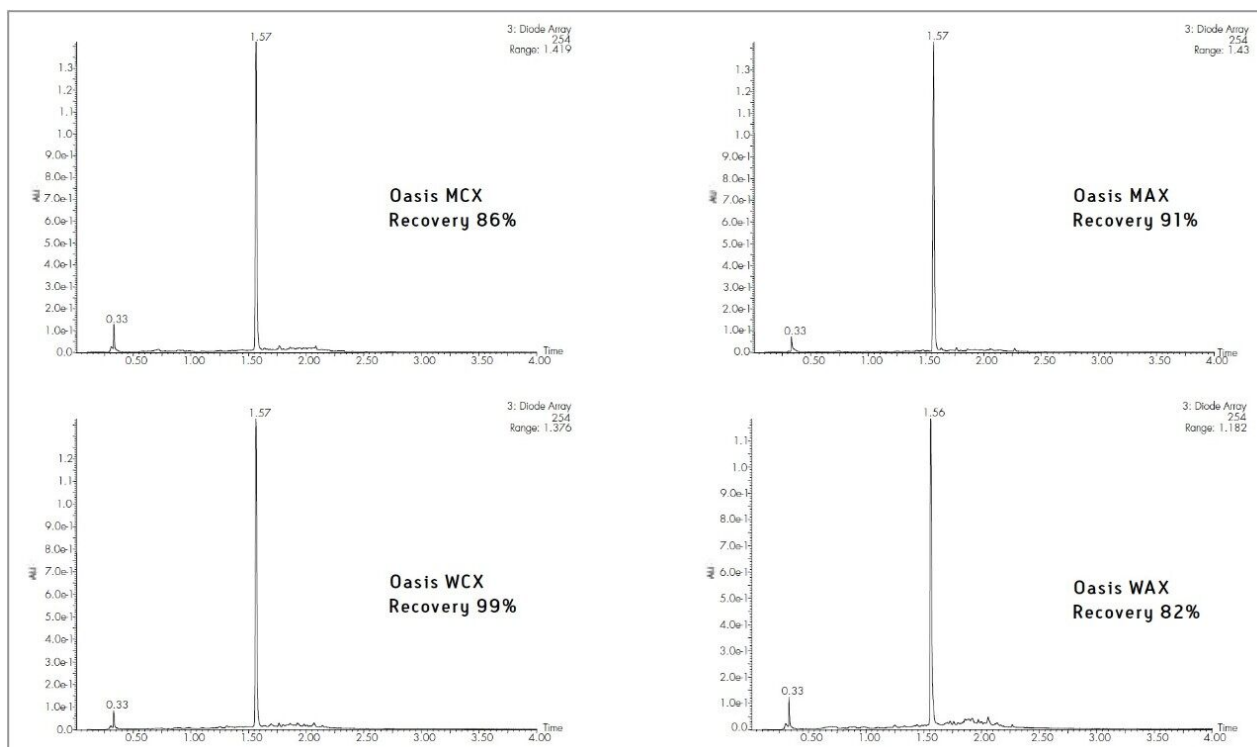 1.57
3: Diode Array
254
Range: 1.419
1.3
1.2
1.1
1.0
9.0e-1
8.0e-1
7.0e-1
6.0e-1
5.0e-1
4.0e-1
3.0e-1
2.0e-1
1.0e-1
0.0
AU
0.33
Oasis MCX
Recovery 86%
0.50 1.00 1.50 2.00 2.50 3.00 3.50 4.00
Time
1.57
3: Diode Array
254
Range: 1.43
1.3
1.2
1.1
1.0
9.0e-1
8.0e-1
7.0e-1
6.0e-1
5.0e-1
4.0e-1
3.0e-1
2.0e-1
1.0e-1
0.0
AU
0.33
Oasis MAX
Recovery 91%
0.50 1.00 1.50 2.00 2.50 3.00 3.50 4.00
Time
1.57
3: Diode Array
254
Range: 1.376
1.2
1.1
1.0
9.0e-1
8.0e-1
7.0e-1
6.0e-1
5.0e-1
4.0e-1
3.0e-1
2.0e-1
1.0e-1
0.0
AU
0.33
Oasis WCX
Recovery 99%
0.50 1.00 1.50 2.00 2.50 3.00 3.50 4.00
Time
1.56
3: Diode Array
254
Range: 1.182
1.1
1.0
9.0e-1
8.0e-1
7.0e-1
6.0e-1
5.0e-1
4.0e-1
3.0e-1
2.0e-1
1.0e-1
0.0
AU
0.33
Oasis WAX
Recovery 82%
0.50 1.00 1.50 2.00 2.50 3.00 3.50 4.00
Time